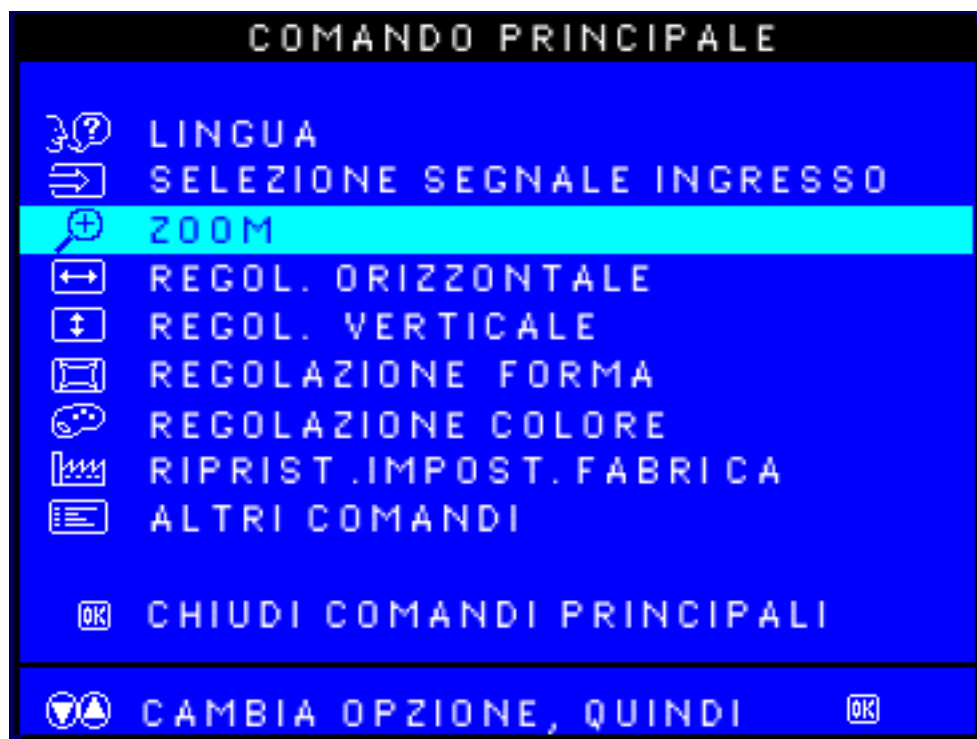 COMANDO PRINCIPALE
LINGUA
SELEZIONE SEGNALE INGRESSO
ZOOM
REGOL. ORIZZONTALE
REGOL. VERTICALE
REGOLAZIONE FORMA
REGOLAZIONE COLORE
RIPRIST.IMPOST.FABRICA
ALTRI COMANDI
OK CHIUDI COMANDI PRINCIPALI
CAMBIA OPZIONE, QUINDI OK